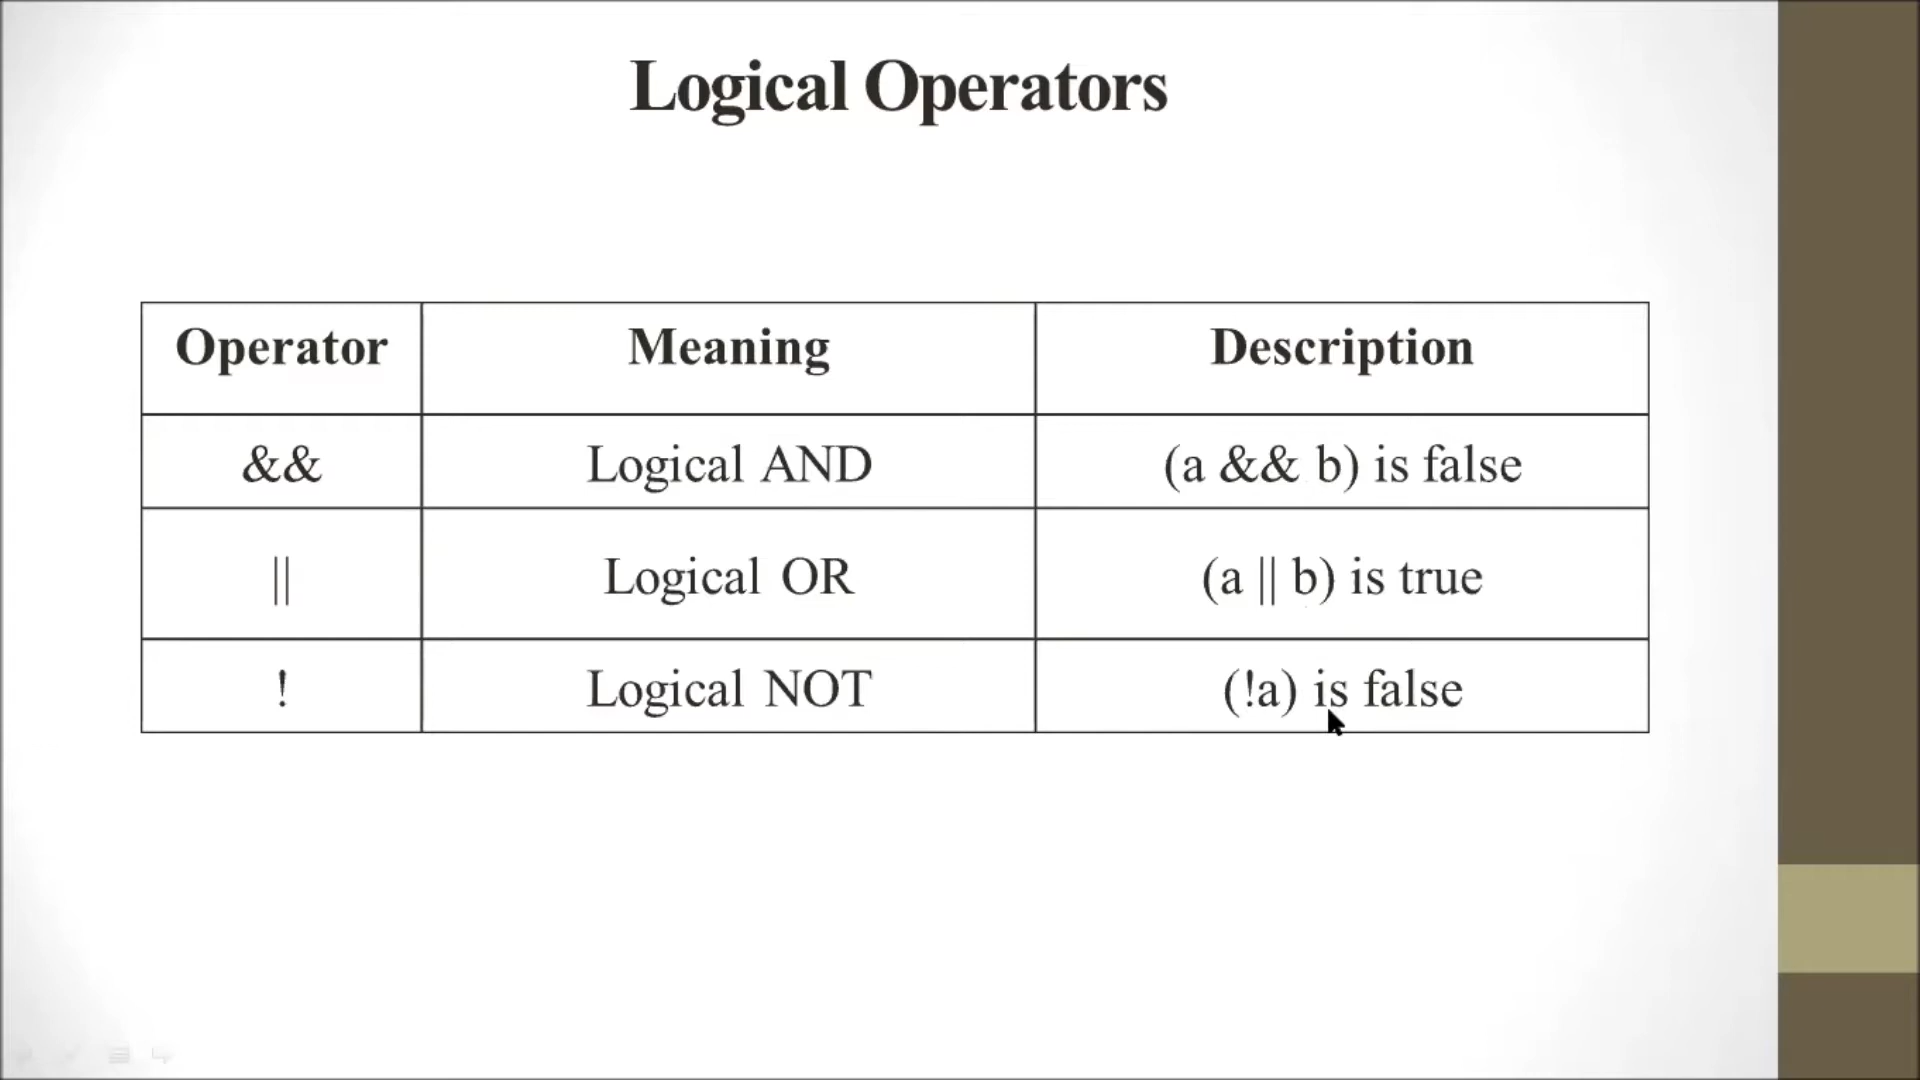 Logical Operators
Operator Meaning Description
&& Logical AND (a && b) is false
|| Logical OR (a || b) is true
! Logical NOT (!a) is false